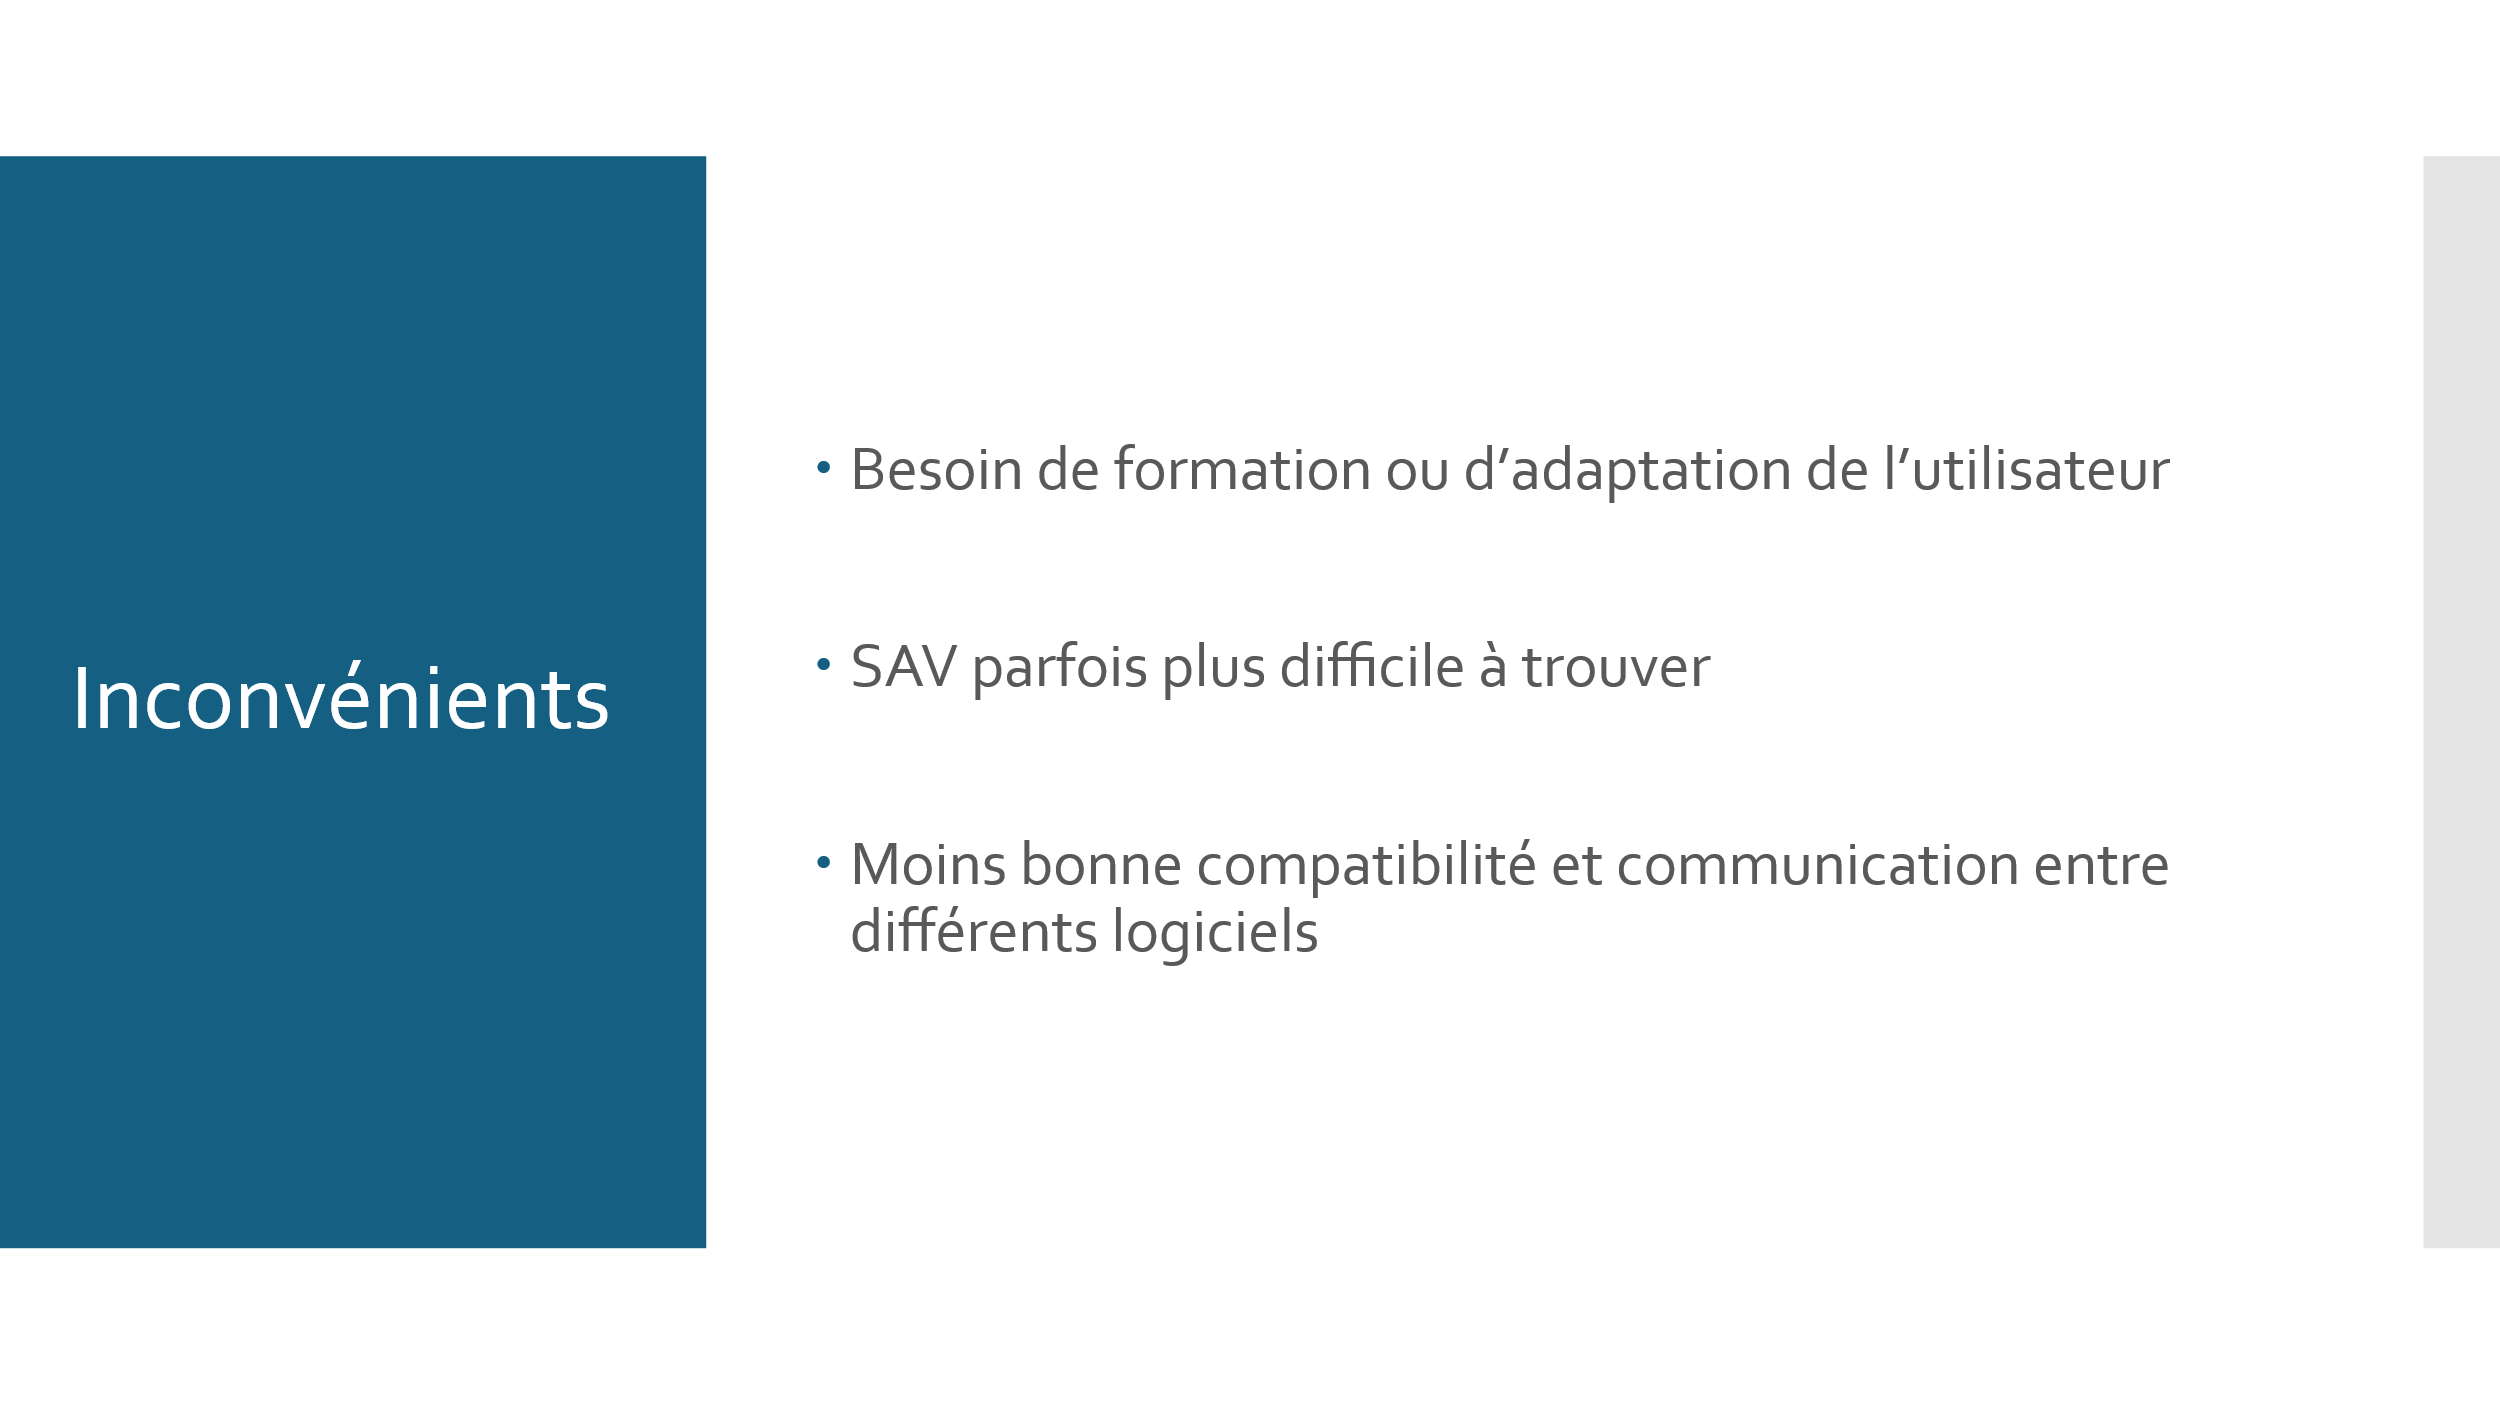 Inconvénients
• Besoin de formation ou d’adaptation de l’utilisateur
• SAV parfois plus difficile à trouver
• Moins bonne compatibilité et communication entre
différents logiciels